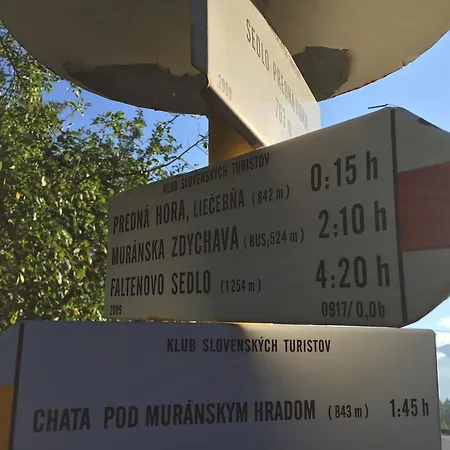 SEDLO PREDNÁ HORA
783 m
2009
KLUB SLOVENSKÝCH TURISTOV
PREDNÁ HORA, LIEČEBŇA (842 m) 0:15 h
MURÁNSKA ZDYCHAVA (BUS;524 m) 2:10 h
FALTENOVO SEDLO (1254 m) 4:20 h
2009 0917/0,0b
KLUB SLOVENSKÝCH TURISTOV
CHATA POD MURÁNSKYM HRADOM (843 m) 1:45 h